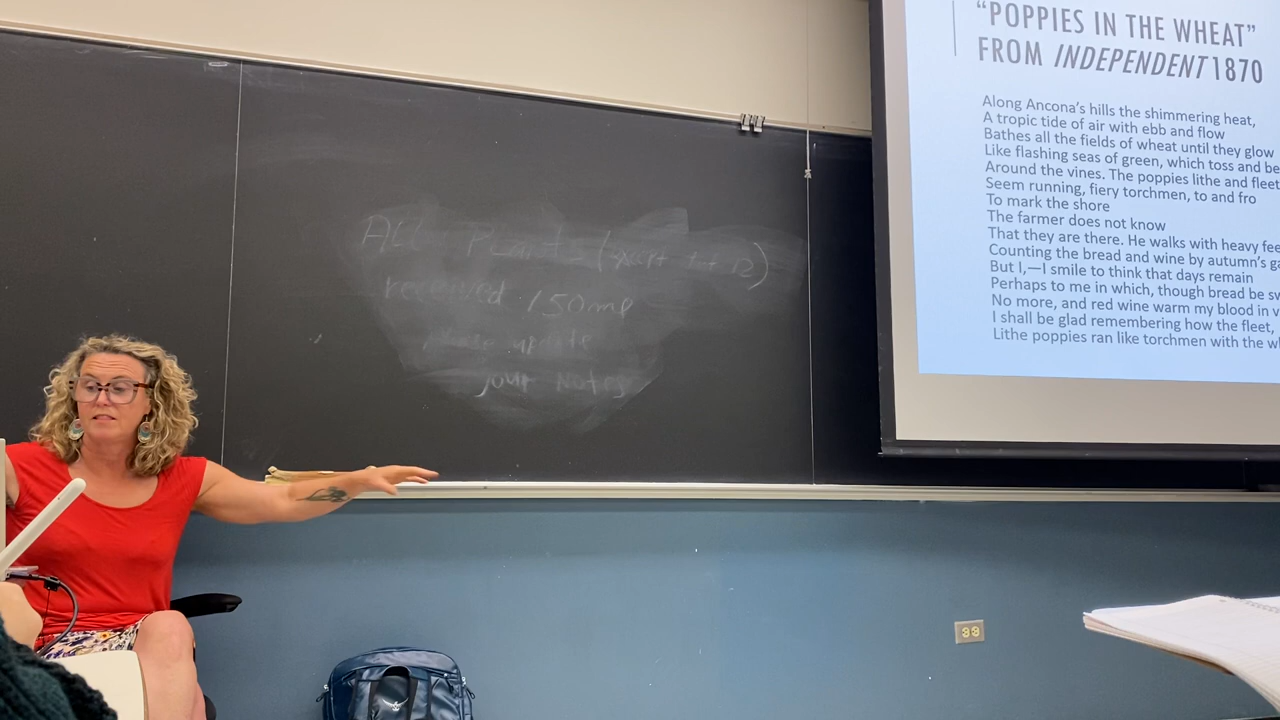 "POPPIES IN THE WHEAT"
FROM INDEPENDENT 1870
Along Ancona's hills the shimmering heat,
A tropic tide of air with ebb and flow
Bathes all the fields of wheat until they glow
Like flashing seas of green, which toss and be
Around the vines. The poppies lithe and fleet
Seem running, fiery torchmen, to and fro
To mark the shore
The farmer does not know
That they are there. He walks with heavy fee
Counting the bread and wine by autumn's ga
But I,—I smile to think that days remain
Perhaps to me in which, though bread be sw
No more, and red wine warm my blood in v
I shall be glad remembering how the fleet,
Lithe poppies ran like torchmen with the wh
All
received 150mL
please update
your Notes